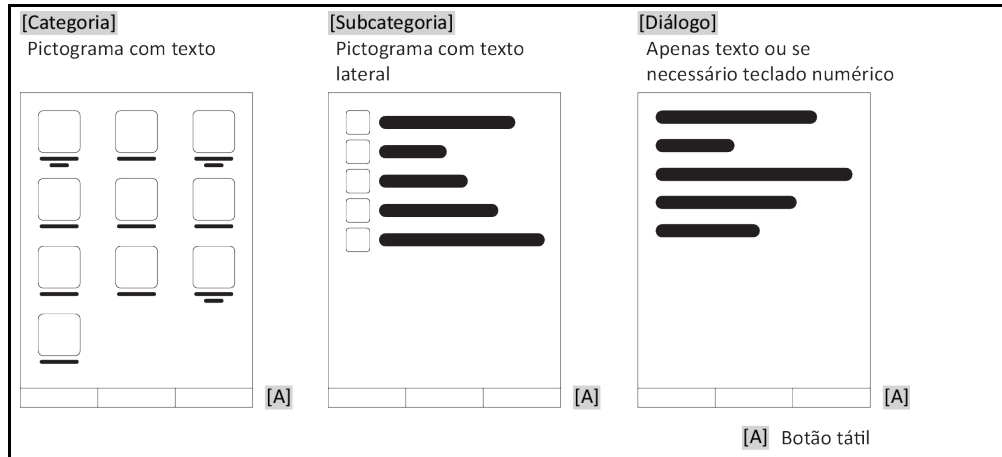 [Categoria]
Pictograma com texto
[Subcategoria]
Pictograma com texto
lateral
[Diálogo]
Apenas texto ou se
necessário teclado numérico
[A]
[A]
[A]
[A] Botão tátil